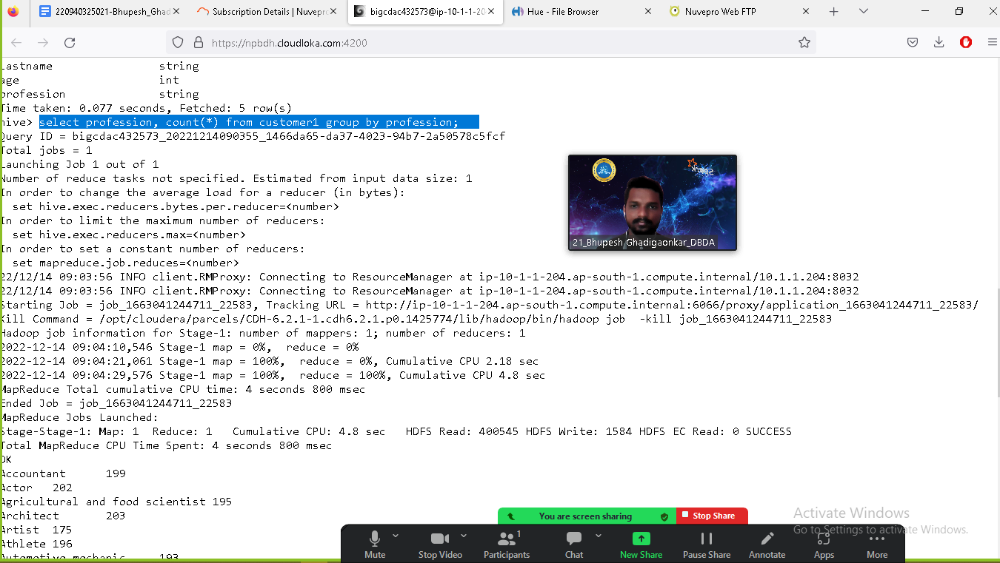 220940325021-Bhupesh_Ghad
Subscription Details | Nuvepro
bigcdac432573@ip-10-1-1-20
Hue - File Browser
Nuvepro Web FTP
https://npbdh.cloudloka.com:4200
lastname string
age int
profession string
Time taken: 0.077 seconds, Fetched: 5 row(s)
hive> select profession, count(*) from customer1 group by profession;
Query ID = bigcdac432573_20221214090355_1466da65-da37-4023-94b7-2a50578c5fcf
Total jobs = 1
Launching Job 1 out of 1
Number of reduce tasks not specified. Estimated from input data size: 1
In order to change the average load for a reducer (in bytes):
set hive.exec.reducers.bytes.per.reducer=<number>
In order to limit the maximum number of reducers:
set hive.exec.reducers.max=<number>
In order to set a constant number of reducers:
set mapreduce.job.reduces=<number>
22/12/14 09:03:56 INFO client.RMProxy: Connecting to ResourceManager at ip-10-1-1-204.ap-south-1.compute.internal/10.1.1.204:8032
22/12/14 09:03:56 INFO client.RMProxy: Connecting to ResourceManager at ip-10-1-1-204.ap-south-1.compute.internal/10.1.1.204:8032
Starting Job = job_1663041244711_22583, Tracking URL = http://ip-10-1-1-204.ap-south-1.compute.internal:6066/proxy/application_1663041244711_22583/
Kill Command = /opt/cloudera/parcels/CDH-6.2.1-1.cdh6.2.1.p0.1425774/lib/hadoop/bin/hadoop job -kill job_1663041244711_22583
Hadoop job information for Stage-1: number of mappers: 1; number of reducers: 1
2022-12-14 09:04:10,546 Stage-1 map = 0%, reduce = 0%
2022-12-14 09:04:21,061 Stage-1 map = 100%, reduce = 0%, Cumulative CPU 2.18 sec
2022-12-14 09:04:29,576 Stage-1 map = 100%, reduce = 100%, Cumulative CPU 4.8 sec
MapReduce Total cumulative CPU time: 4 seconds 800 msec
Ended Job = job_1663041244711_22583
MapReduce Jobs Launched:
Stage-Stage-1: Map: 1 Reduce: 1 Cumulative CPU: 4.8 sec HDFS Read: 400545 HDFS Write: 1584 HDFS EC Read: 0 SUCCESS
Total MapReduce CPU Time Spent: 4 seconds 800 msec
OK
Accountant 199
Actor 202
Agricultural and food scientist 195
Architect 203
Artist 175
Athlete 196
Automotive mechanic 193
21_Bhupesh Ghadigaonkar_DBDA
You are screen sharing
Stop Share
Activate Windows
Go to Settings to activate Windows.
Mute
Stop Video
1
Participants
Chat
New Share
Pause Share
Annotate
Apps
More